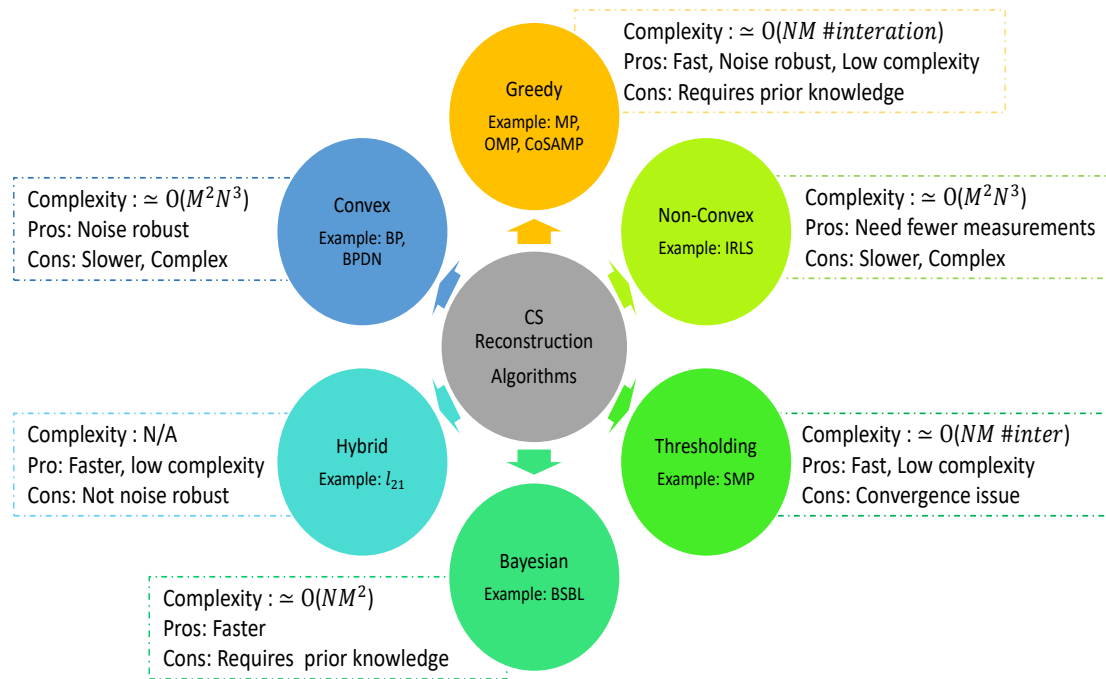 Complexity : ≃ O(NM #interation)
Pros: Fast, Noise robust, Low complexity
Cons: Requires prior knowledge
Greedy
Example: MP,
OMP, CoSAMP
Complexity : ≃ O(M²N³)
Pros: Noise robust
Cons: Slower, Complex
Convex
Example: BP,
BPDN
Non-Convex
Example: IRLS
Complexity : ≃ O(M²N³)
Pros: Need fewer measurements
Cons: Slower, Complex
CS
Reconstruction
Algorithms
Complexity : N/A
Pro: Faster, low complexity
Cons: Not noise robust
Hybrid
Example: l₂₁
Thresholding
Example: SMP
Complexity : ≃ O(NM #inter)
Pros: Fast, Low complexity
Cons: Convergence issue
Bayesian
Example: BSBL
Complexity : ≃ O(NM²)
Pros: Faster
Cons: Requires  prior knowledge